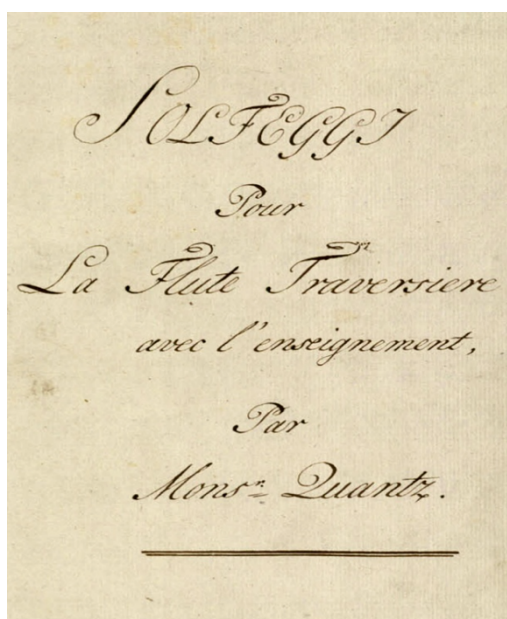 SOLFEGGI
Pour
La Flute Traversiere
avec l'enseignement,
Par
Monsr. Quantz.